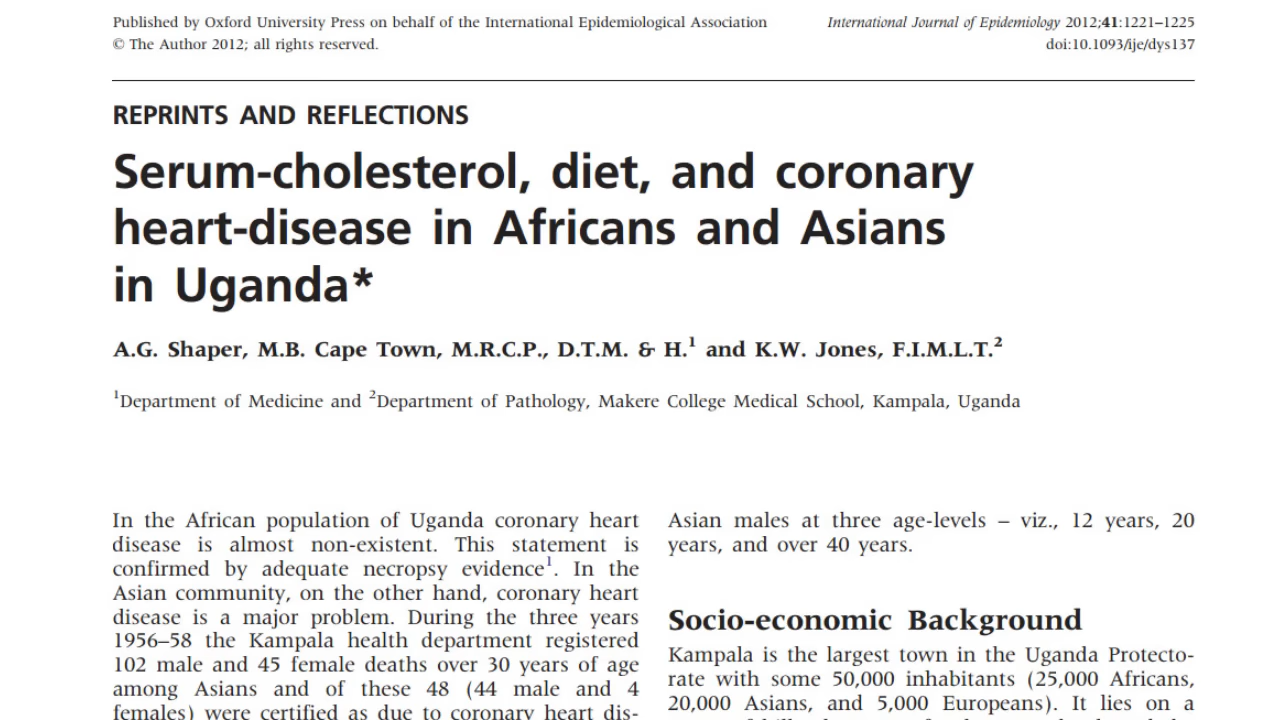 Published by Oxford University Press on behalf of the International Epidemiological Association
International Journal of Epidemiology 2012;41:1221–1225
© The Author 2012; all rights reserved.
doi:10.1093/ije/dys137
REPRINTS AND REFLECTIONS
Serum-cholesterol, diet, and coronary
heart-disease in Africans and Asians
in Uganda*
A.G. Shaper, M.B. Cape Town, M.R.C.P., D.T.M. & H.1 and K.W. Jones, F.I.M.L.T.2
1Department of Medicine and 2Department of Pathology, Makere College Medical School, Kampala, Uganda
In the African population of Uganda coronary heart
disease is almost non-existent. This statement is
confirmed by adequate necropsy evidence1. In the
Asian community, on the other hand, coronary heart
disease is a major problem. During the three years
1956–58 the Kampala health department registered
102 male and 45 female deaths over 30 years of age
among Asians and of these 48 (44 male and 4
females) were certified as due to coronary heart dis-
Asian males at three age-levels – viz., 12 years, 20
years, and over 40 years.
Socio-economic Background
Kampala is the largest town in the Uganda Protecto-
rate with some 50,000 inhabitants (25,000 Africans,
20,000 Asians, and 5,000 Europeans). It lies on a